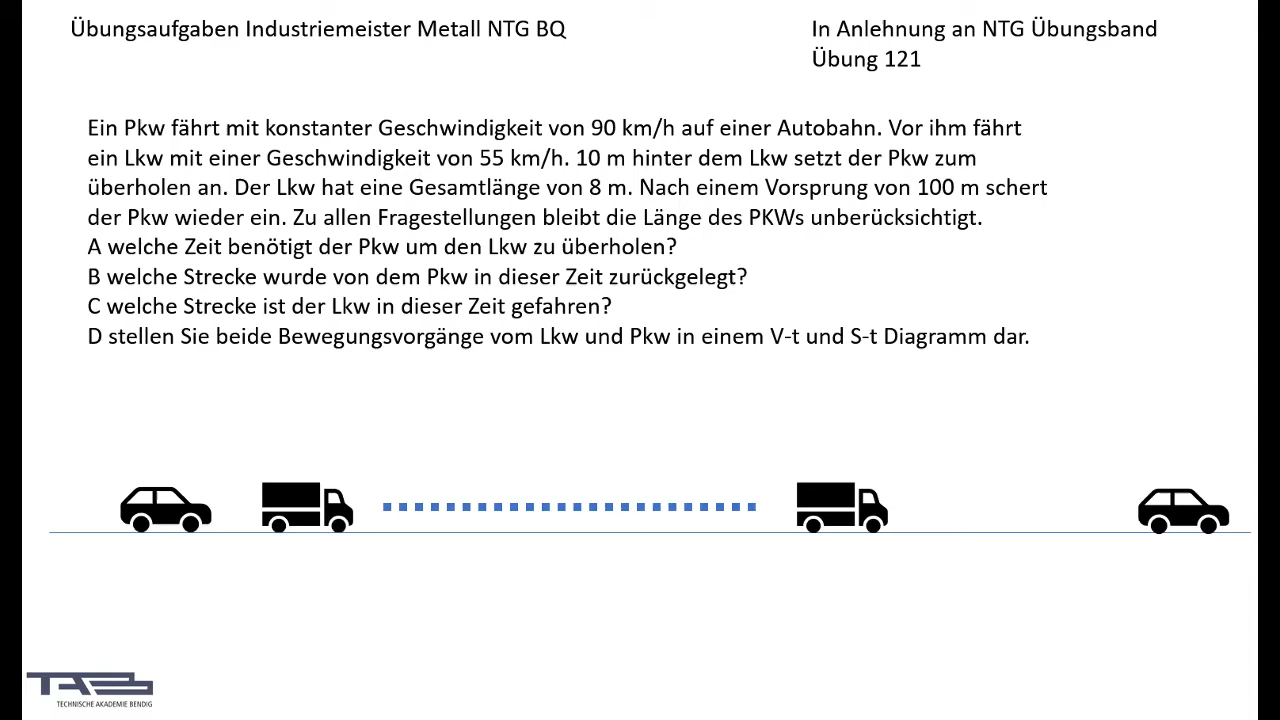 Übungsaufgaben Industriemeister Metall NTG BQ
In Anlehnung an NTG Übungsband
Übung 121
Ein Pkw fährt mit konstanter Geschwindigkeit von 90 km/h auf einer Autobahn. Vor ihm fährt
ein Lkw mit einer Geschwindigkeit von 55 km/h. 10 m hinter dem Lkw setzt der Pkw zum
überholen an. Der Lkw hat eine Gesamtlänge von 8 m. Nach einem Vorsprung von 100 m schert
der Pkw wieder ein. Zu allen Fragestellungen bleibt die Länge des PKWs unberücksichtigt.
A welche Zeit benötigt der Pkw um den Lkw zu überholen?
B welche Strecke wurde von dem Pkw in dieser Zeit zurückgelegt?
C welche Strecke ist der Lkw in dieser Zeit gefahren?
D stellen Sie beide Bewegungsvorgänge vom Lkw und Pkw in einem V-t und S-t Diagramm dar.
TAB
TECHNISCHE AKADEMIE BENDIG